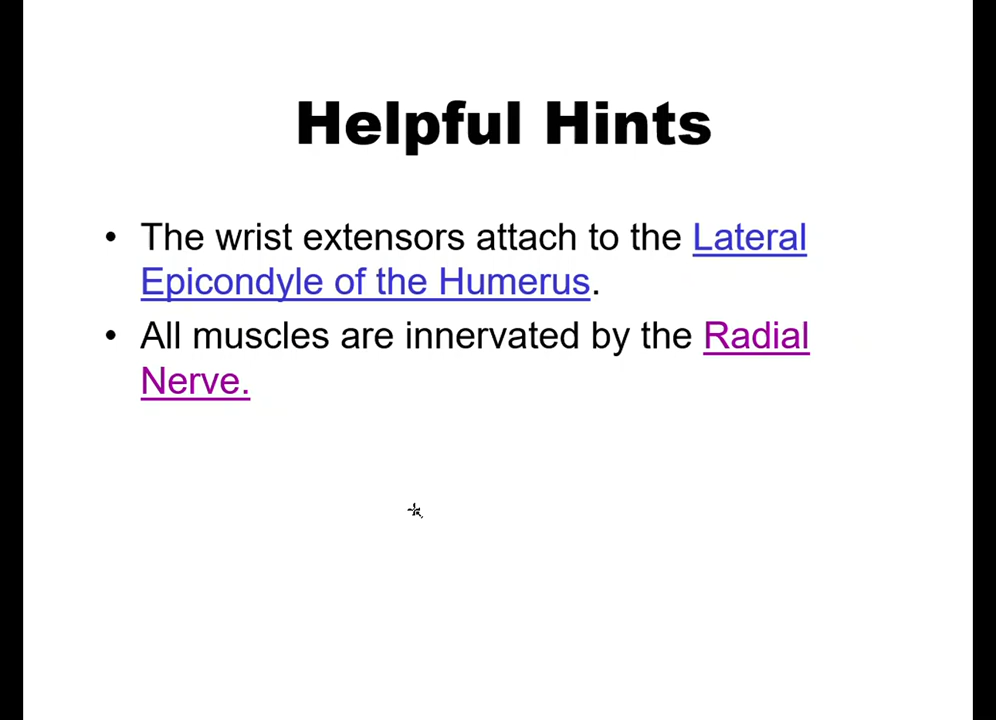 Helpful Hints
• The wrist extensors attach to the Lateral
Epicondyle of the Humerus.
• All muscles are innervated by the Radial
Nerve.